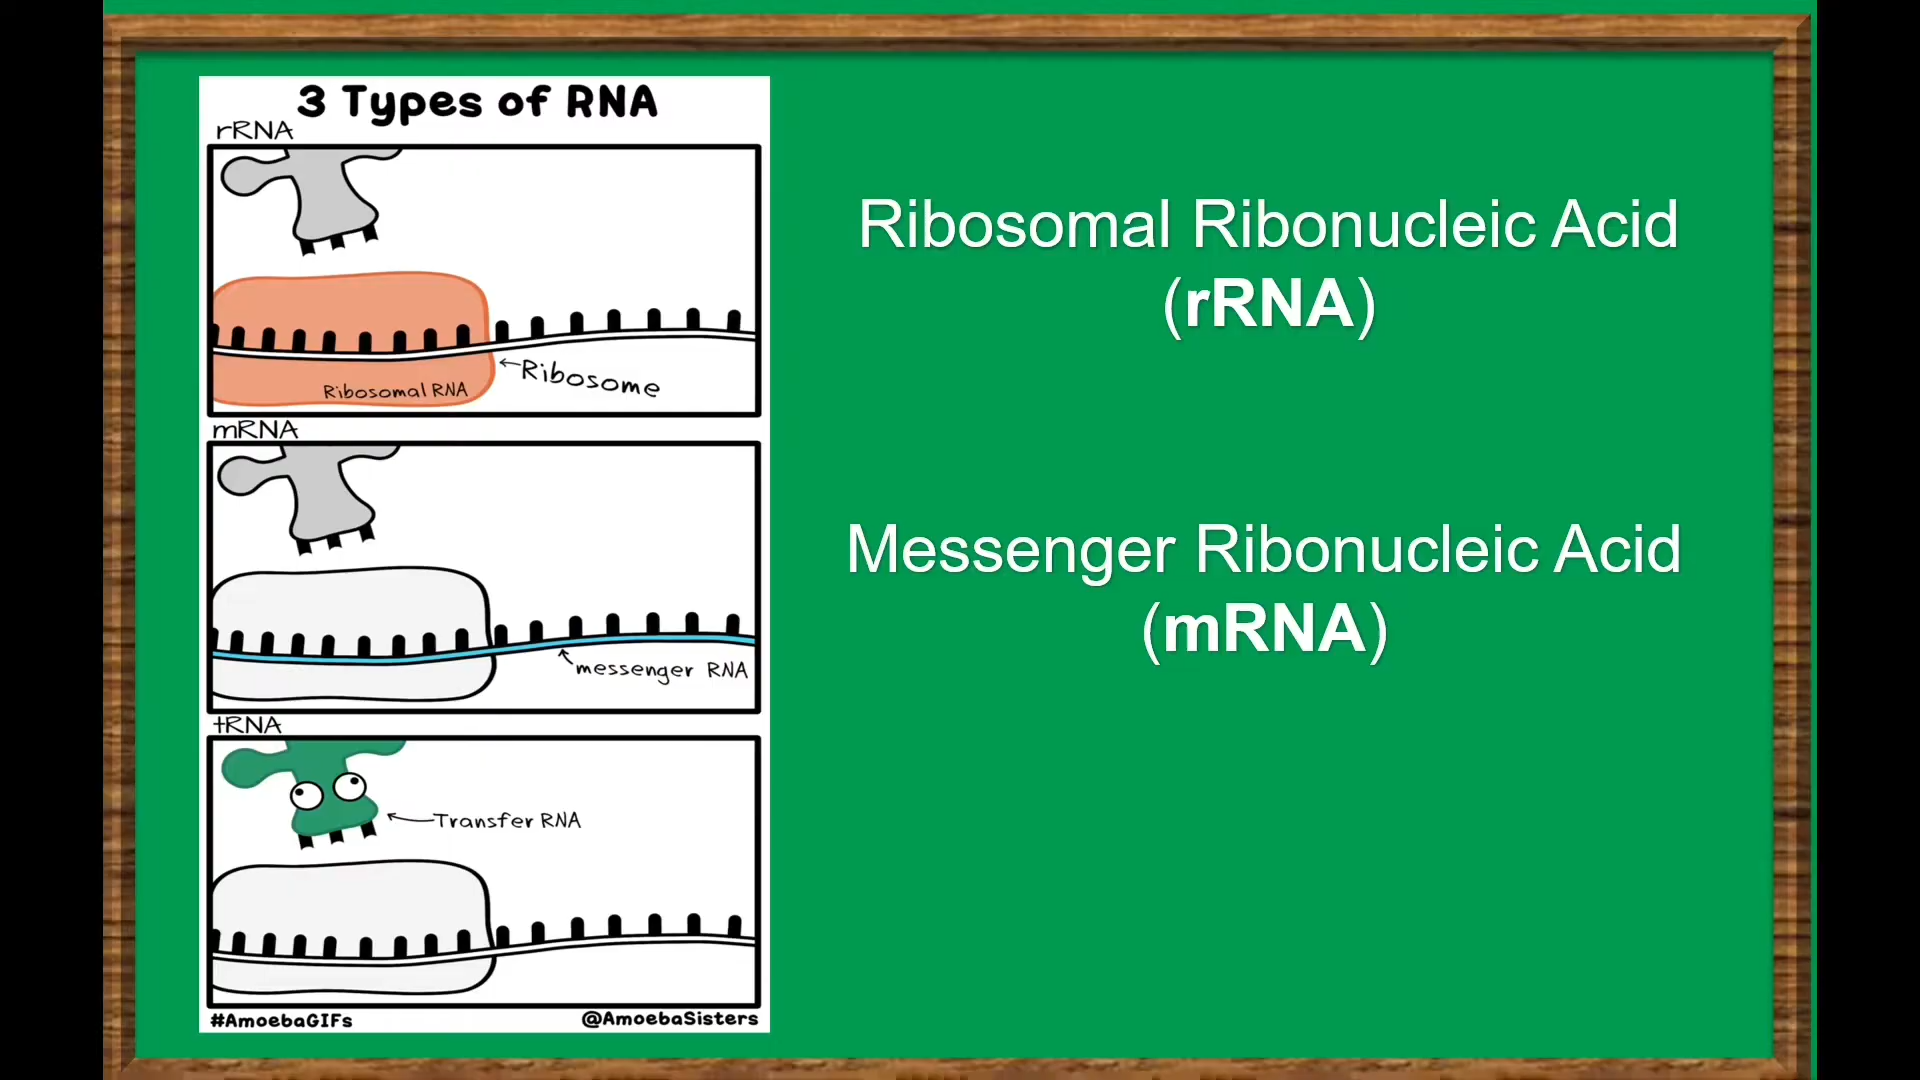 3 Types of RNA
rRNA
Ribosomal RNA
←Ribosome
mRNA
messenger RNA
tRNA
Transfer RNA
#AmoebaGIFs
@AmoebaSisters
Ribosomal Ribonucleic Acid
(rRNA)
Messenger Ribonucleic Acid
(mRNA)